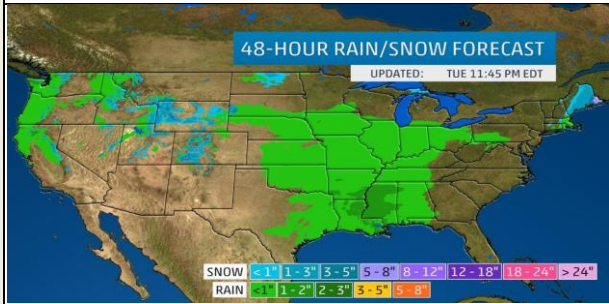 48-HOUR RAIN/SNOW FORECAST
UPDATED: TUE 11:45 PM EDT
SNOW <1" 1-3" 3-5" 5-8" 8-12" 12-18" 18-24" >24"
RAIN <1" 1-2" 2-3" 3-5" 5-8"